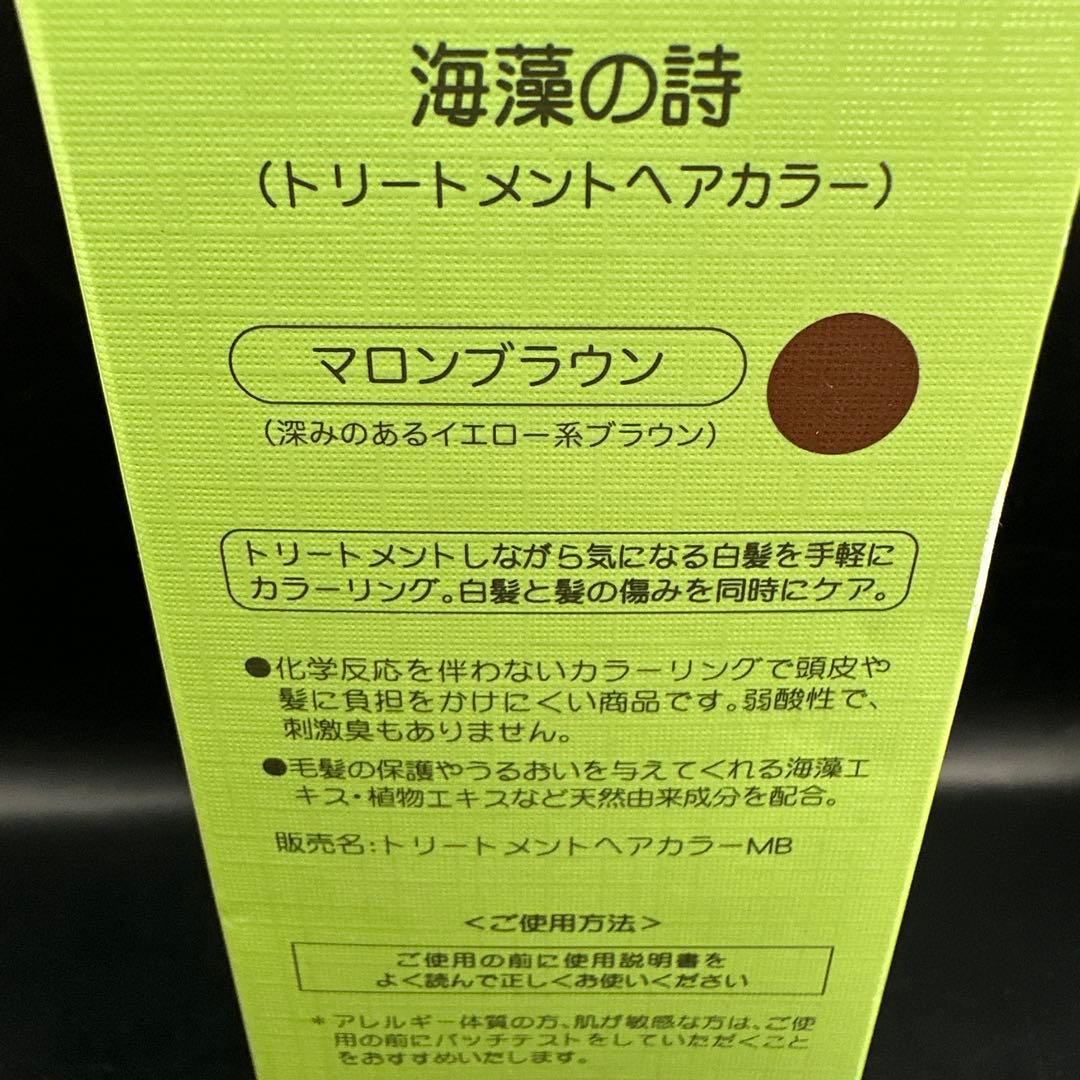 海藻の詩
（トリートメントヘアカラー）
マロンブラウン
（深みのあるイエロー系ブラウン）
トリートメントしながら気になる白髪を手軽に
カラーリング。白髪と髪の傷みを同時にケア。
●化学反応を伴わないカラーリングで頭皮や
髪に負担をかけにくい商品です。弱酸性で、
刺激臭もありません。
●毛髪の保護やうるおいを与えてくれる海藻エ
キス・植物エキスなど天然由来成分を配合。
販売名：トリートメントヘアカラーMB
＜ご使用方法＞
ご使用の前に使用説明書を
よく読んで正しくお使いください
＊アレルギー体質の方、肌が敏感な方は、ご使
用の前にパッチテストをしていただくこと
をおすすめいたします。